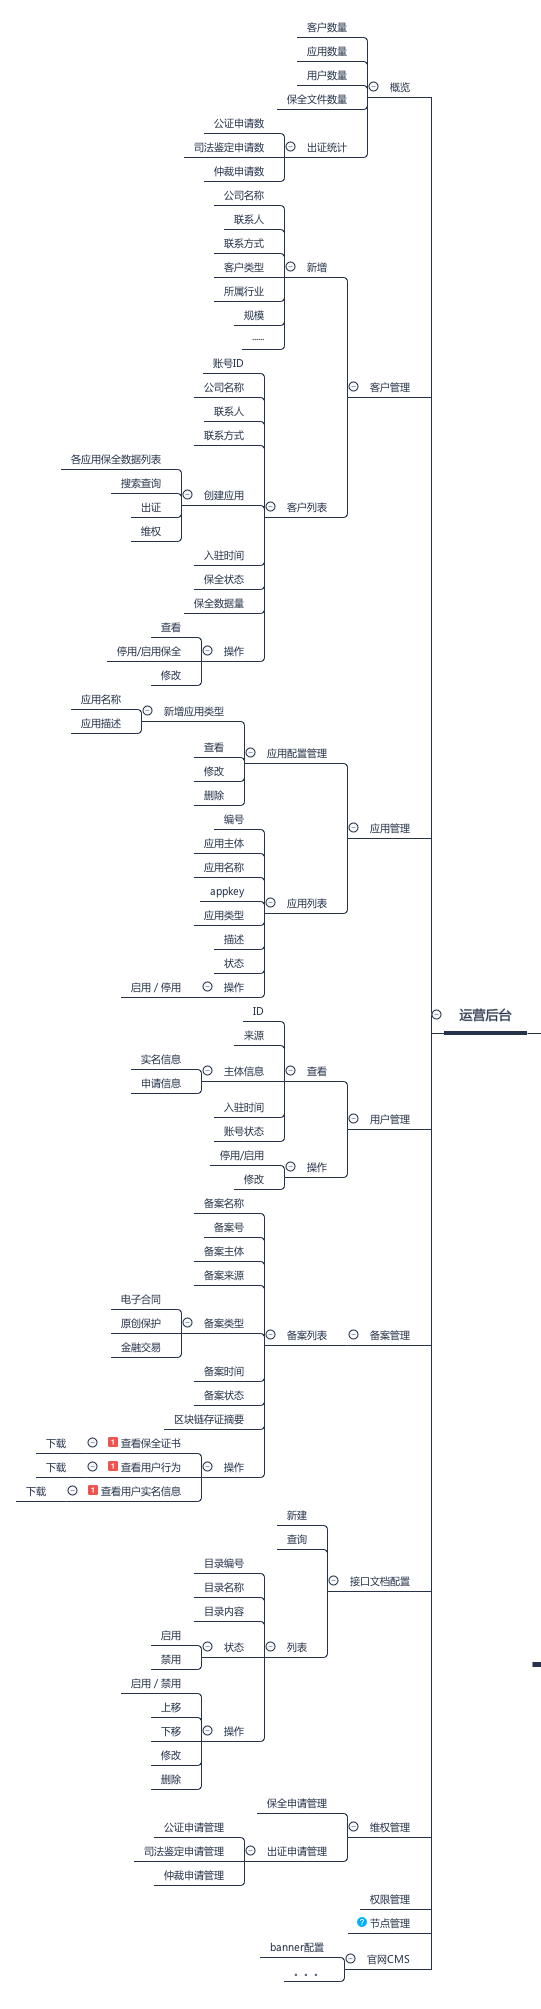 客户数量
应用数量
用户数量
概览
保全文件数量
公证申请数
司法鉴定申请数
出证统计
仲裁申请数
公司名称
联系人
联系方式
客户类型
新增
所属行业
规模
......
账号ID
公司名称
客户管理
联系人
联系方式
各应用保全数据列表
搜索查询
创建应用
出证
客户列表
维权
入驻时间
保全状态
保全数据量
查看
停用/启用保全
操作
修改
应用名称
新增应用类型
应用描述
查看
应用配置管理
修改
删除
编号
应用管理
应用主体
应用名称
appkey
应用列表
应用类型
描述
状态
启用 / 停用
操作
ID
运营后台
来源
实名信息
主体信息
查看
申请信息
入驻时间
用户管理
账号状态
停用/启用
操作
修改
备案名称
备案号
备案主体
备案来源
电子合同
原创保护
备案类型
备案列表
备案管理
金融交易
备案时间
备案状态
区块链存证摘要
下载
1 查看保全证书
下载
1 查看用户行为
操作
下载
1 查看用户实名信息
新建
查询
目录编号
接口文档配置
目录名称
目录内容
启用
状态
列表
禁用
启用 / 禁用
上移
下移
操作
修改
删除
保全申请管理
公证申请管理
维权管理
司法鉴定申请管理
出证申请管理
仲裁申请管理
权限管理
? 节点管理
banner配置
官网CMS
。。。